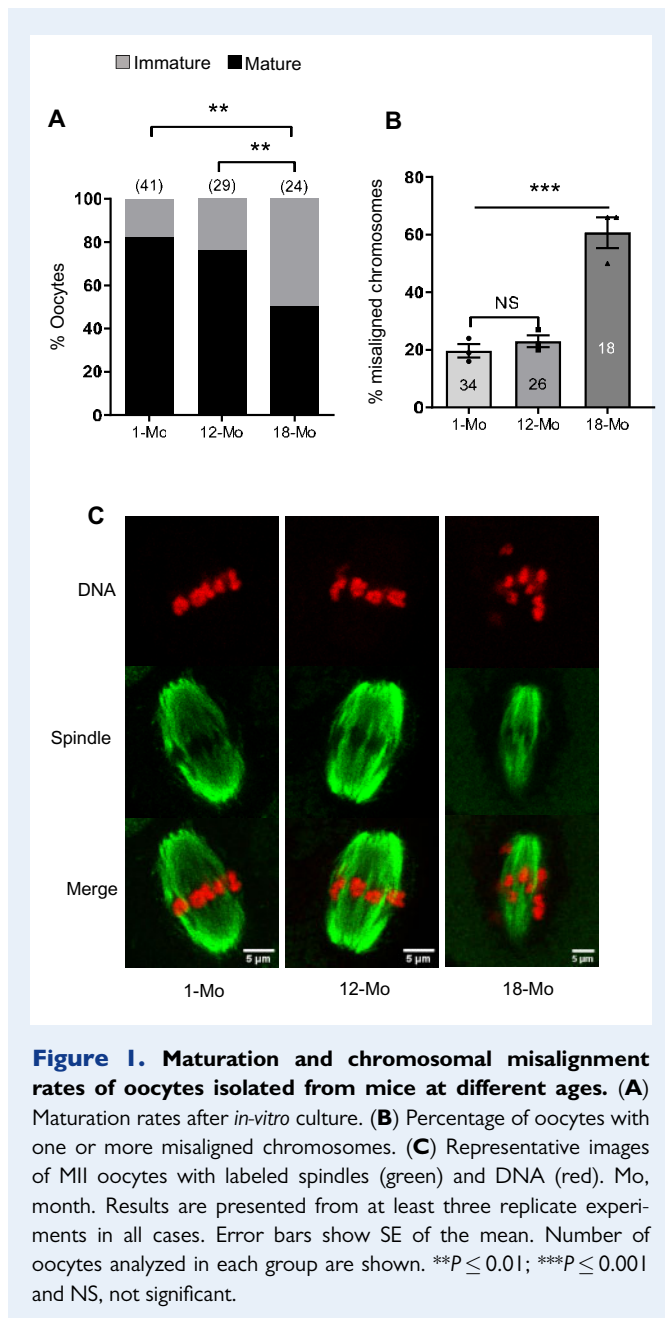 Immature Mature
A
**
**
(41) (29) (24)
% Oocytes
100
80
60
40
20
0
1-Mo 12-Mo 18-Mo
B
***
NS
% misaligned chromosomes
80
60
40
20
0
34 26 18
1-Mo 12-Mo 18-Mo
C
DNA
Spindle
Merge
5 µm 5 µm 5 µm
1-Mo 12-Mo 18-Mo
Figure 1. Maturation and chromosomal misalignment
rates of oocytes isolated from mice at different ages. (A)
Maturation rates after in-vitro culture. (B) Percentage of oocytes with
one or more misaligned chromosomes. (C) Representative images
of MII oocytes with labeled spindles (green) and DNA (red). Mo,
month. Results are presented from at least three replicate experi-
ments in all cases. Error bars show SE of the mean. Number of
oocytes analyzed in each group are shown. **P ≤ 0.01; ***P ≤ 0.001
and NS, not significant.